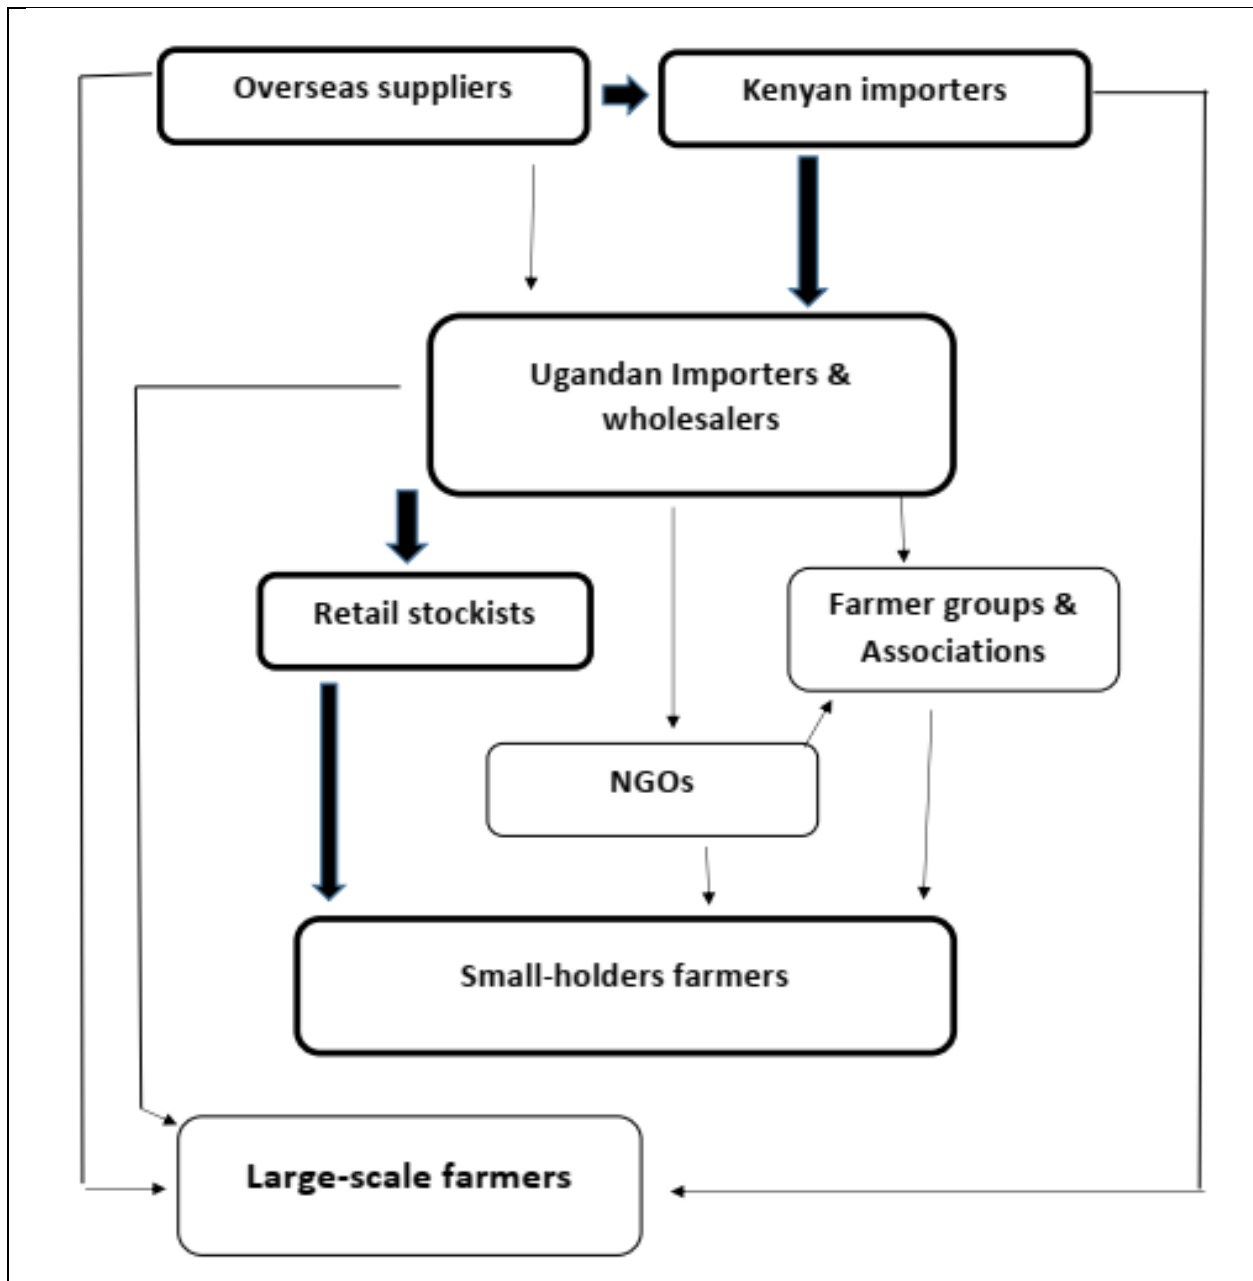 Overseas suppliers
Kenyan importers
Ugandan Importers &
wholesalers
Retail stockists
Farmer groups &
Associations
NGOs
Small-holders farmers
Large-scale farmers